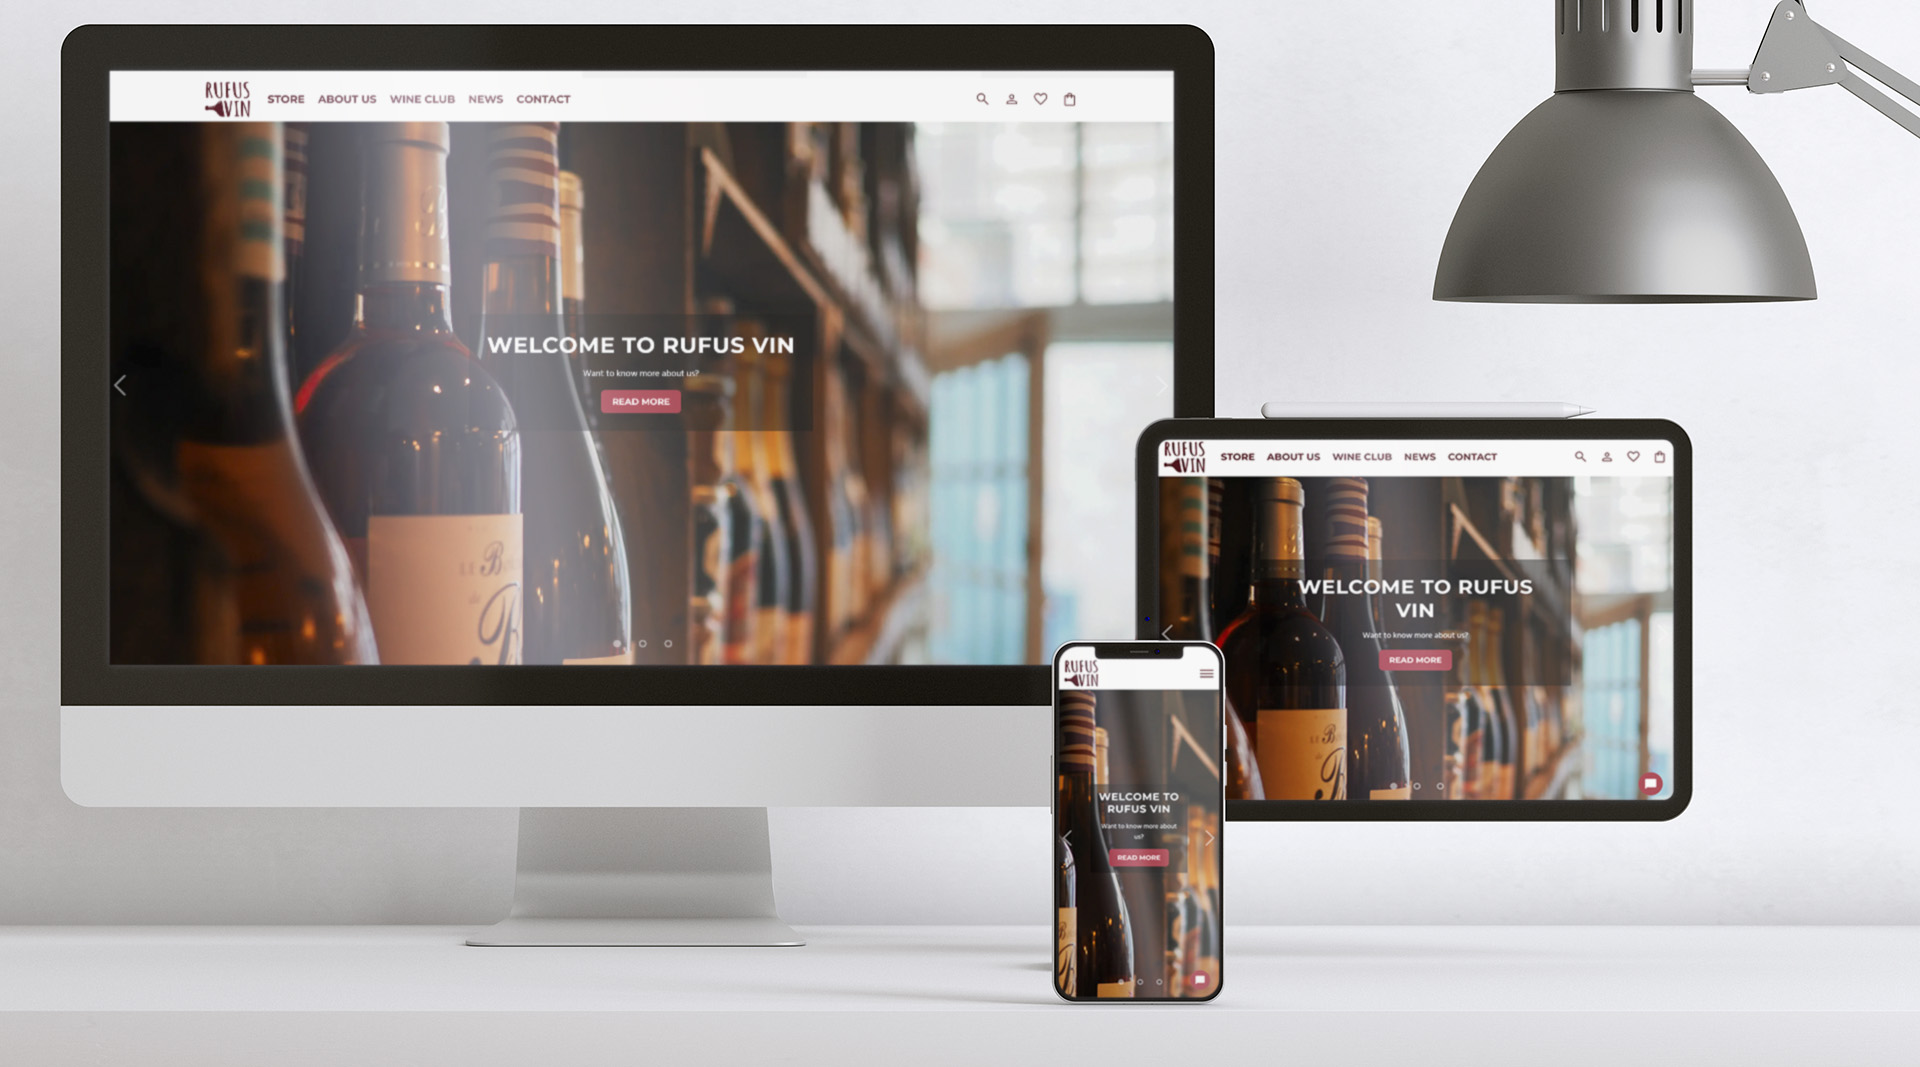 RUFUS
VIN
STORE ABOUT US WINE CLUB NEWS CONTACT
WELCOME TO RUFUS VIN
Want to know more about us?
READ MORE
B
RUFUS
VIN
STORE ABOUT US WINE CLUB NEWS CONTACT
WELCOME TO RUFUS
VIN
Want to know more about us?
READ MORE
RUFUS
VIN
WELCOME TO
RUFUS VIN
Want to know more about
us?
READ MORE